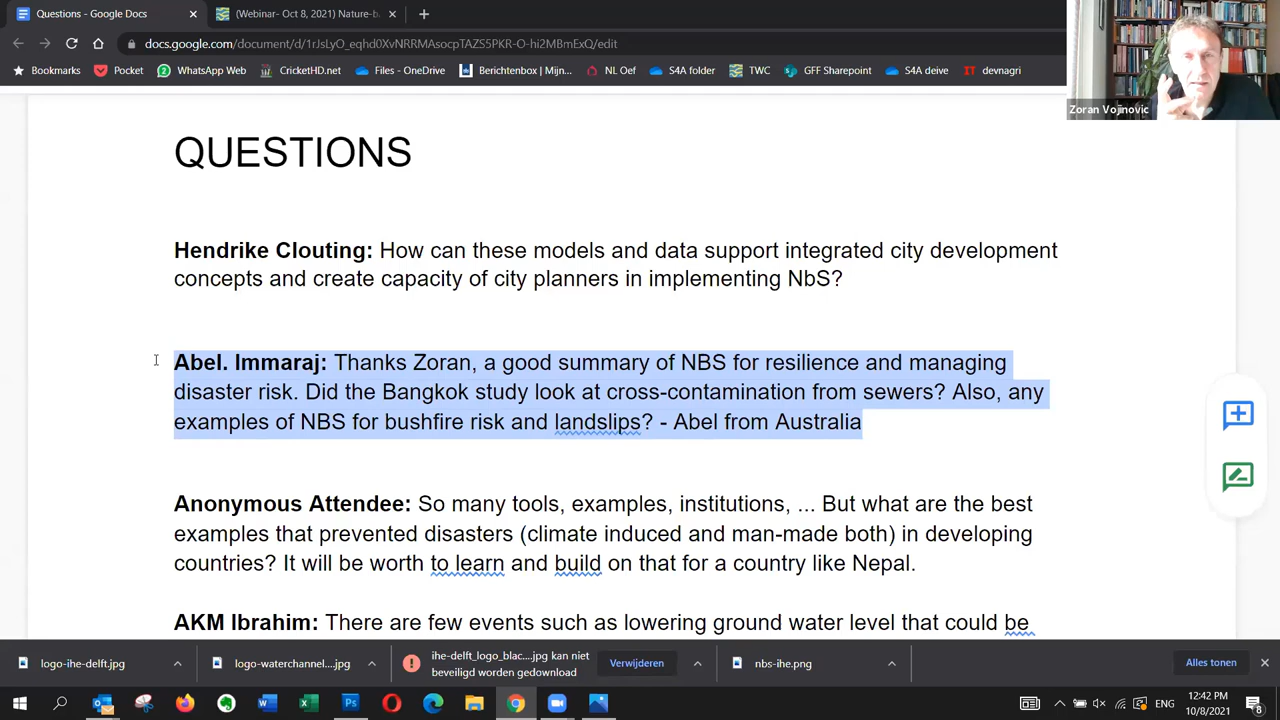 Questions - Google Docs
(Webinar- Oct 8, 2021) Nature-b
docs.google.com/document/d/1rJsLyO_eqhd0XvNRRMAsocpTAZS5PKR-O-hi2MBmExQ/edit
Bookmarks Pocket WhatsApp Web CricketHD.net Files - OneDrive Berichtenbox | Mijn... NL Oef S4A folder TWC GFF Sharepoint S4A deive IT devnagri
Zoran Vojinovic
QUESTIONS
Hendrike Clouting: How can these models and data support integrated city development
concepts and create capacity of city planners in implementing NbS?
Abel. Immaraj: Thanks Zoran, a good summary of NBS for resilience and managing
disaster risk. Did the Bangkok study look at cross-contamination from sewers? Also, any
examples of NBS for bushfire risk and landslips? - Abel from Australia
Anonymous Attendee: So many tools, examples, institutions, ... But what are the best
examples that prevented disasters (climate induced and man-made both) in developing
countries? It will be worth to learn and build on that for a country like Nepal.
AKM Ibrahim: There are few events such as lowering ground water level that could be
logo-ihe-delft.jpg
logo-waterchannel....jpg
ihe-delft_logo_blac....jpg kan niet
beveiligd worden gedownload
Verwijderen
nbs-ihe.png
Alles tonen
ENG
12:42 PM
10/8/2021
8